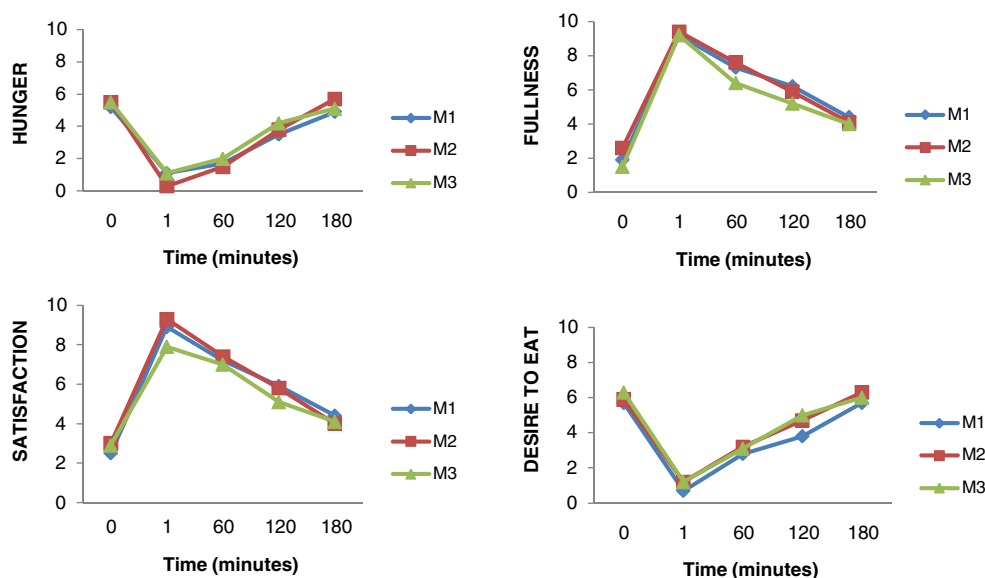 HUNGER
10
8
6
4
2
0
0 1 60 120 180
Time (minutes)
M1
M2
M3
FULLNESS
10
8
6
4
2
0
0 1 60 120 180
Time (minutes)
M1
M2
M3
SATISFACTION
10
8
6
4
2
0
0 1 60 120 180
Time (minutes)
M1
M2
M3
DESIRE TO EAT
10
8
6
4
2
0
0 1 60 120 180
Time (minutes)
M1
M2
M3